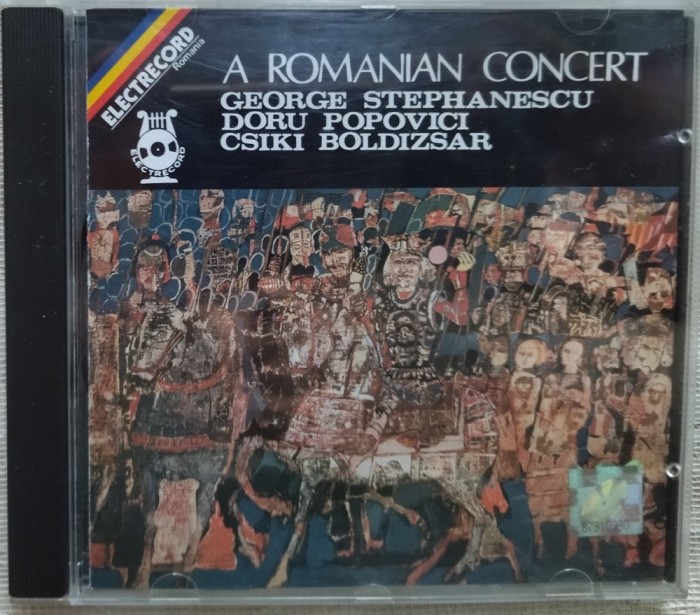 ELECTRECORD
Romania
ELECTRECORD
A ROMANIAN CONCERT
GEORGE STEPHANESCU
DORU POPOVICI
CSIKI BOLDIZSAR